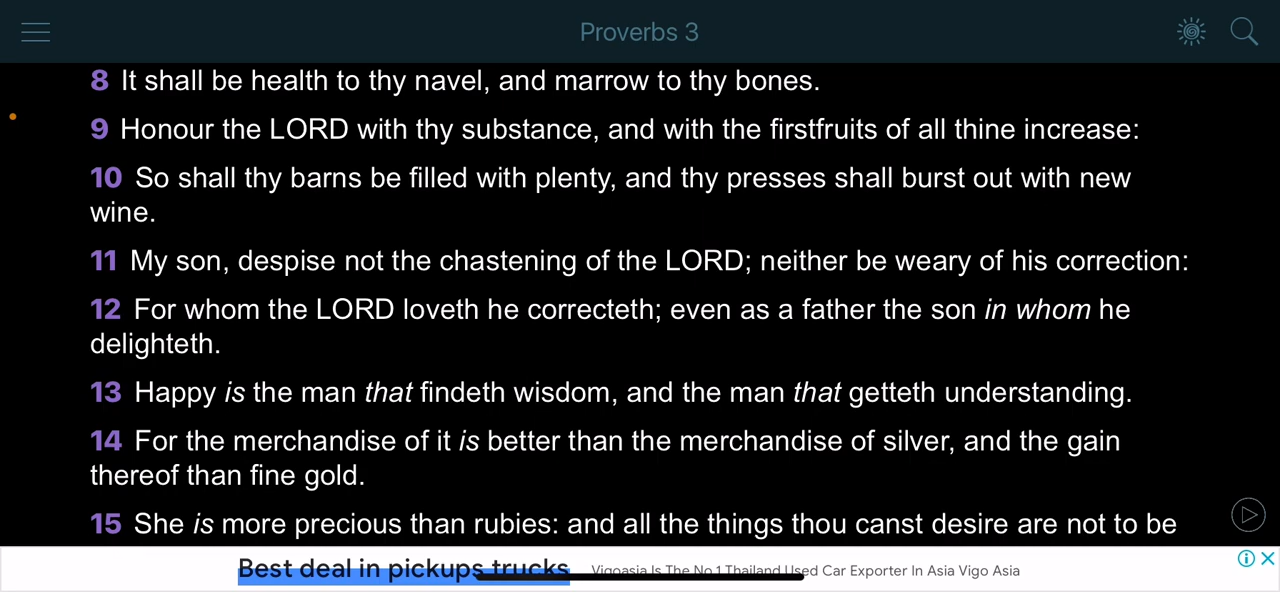 Proverbs 3
8 It shall be health to thy navel, and marrow to thy bones.
9 Honour the LORD with thy substance, and with the firstfruits of all thine increase:
10 So shall thy barns be filled with plenty, and thy presses shall burst out with new
wine.
11 My son, despise not the chastening of the LORD; neither be weary of his correction:
12 For whom the LORD loveth he correcteth; even as a father the son in whom he
delighteth.
13 Happy is the man that findeth wisdom, and the man that getteth understanding.
14 For the merchandise of it is better than the merchandise of silver, and the gain
thereof than fine gold.
15 She is more precious than rubies: and all the things thou canst desire are not to be
Best deal in pickups trucks
Vigoasia Is The No 1 Thailand Used Car Exporter In Asia Vigo Asia